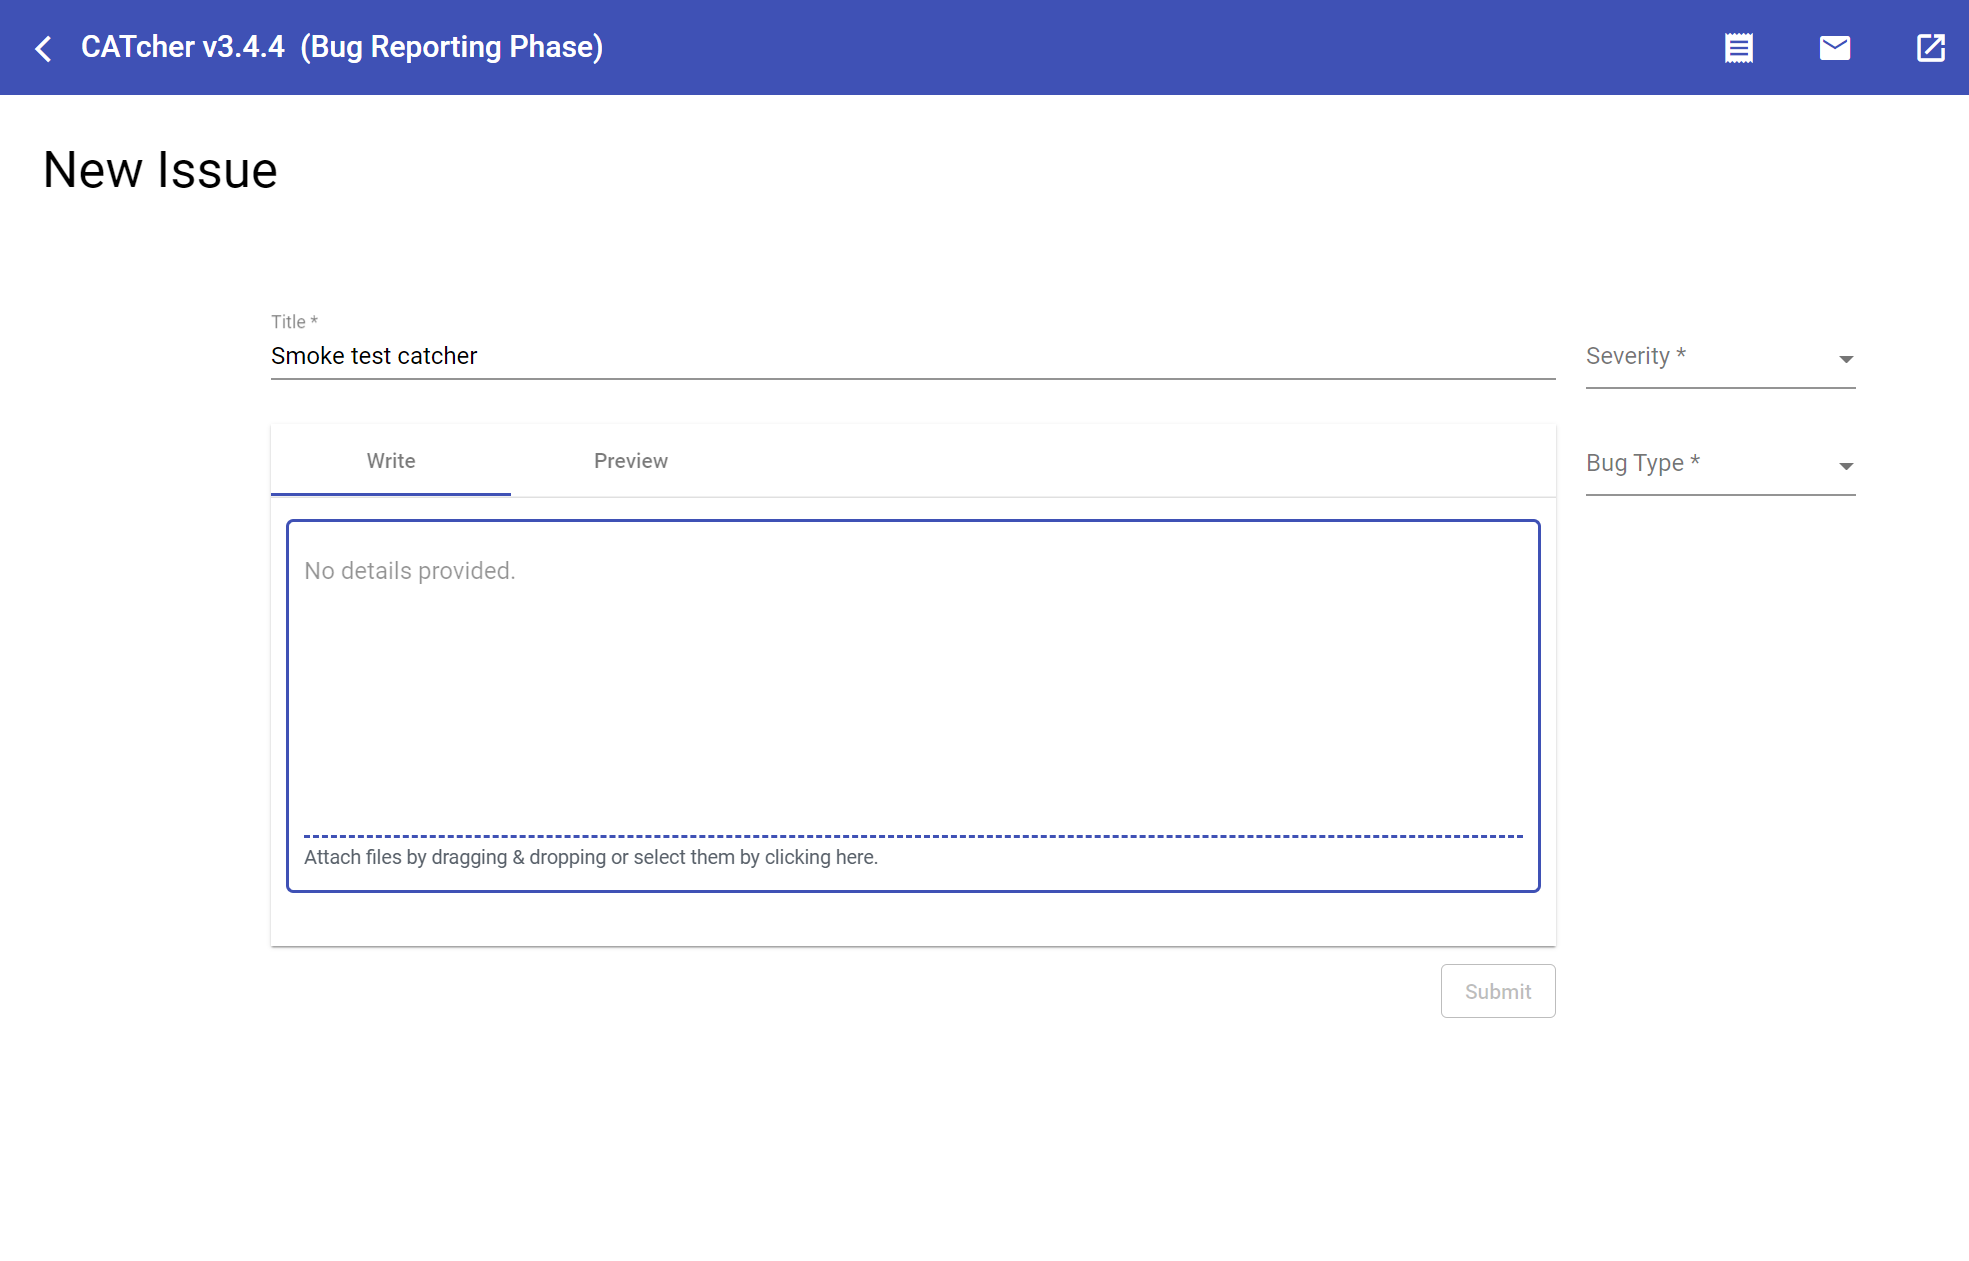 CATcher v3.4.4 (Bug Reporting Phase)
New Issue
Title *
Smoke test catcher
Severity *
Write
Preview
Bug Type *
No details provided.
Attach files by dragging & dropping or select them by clicking here.
Submit